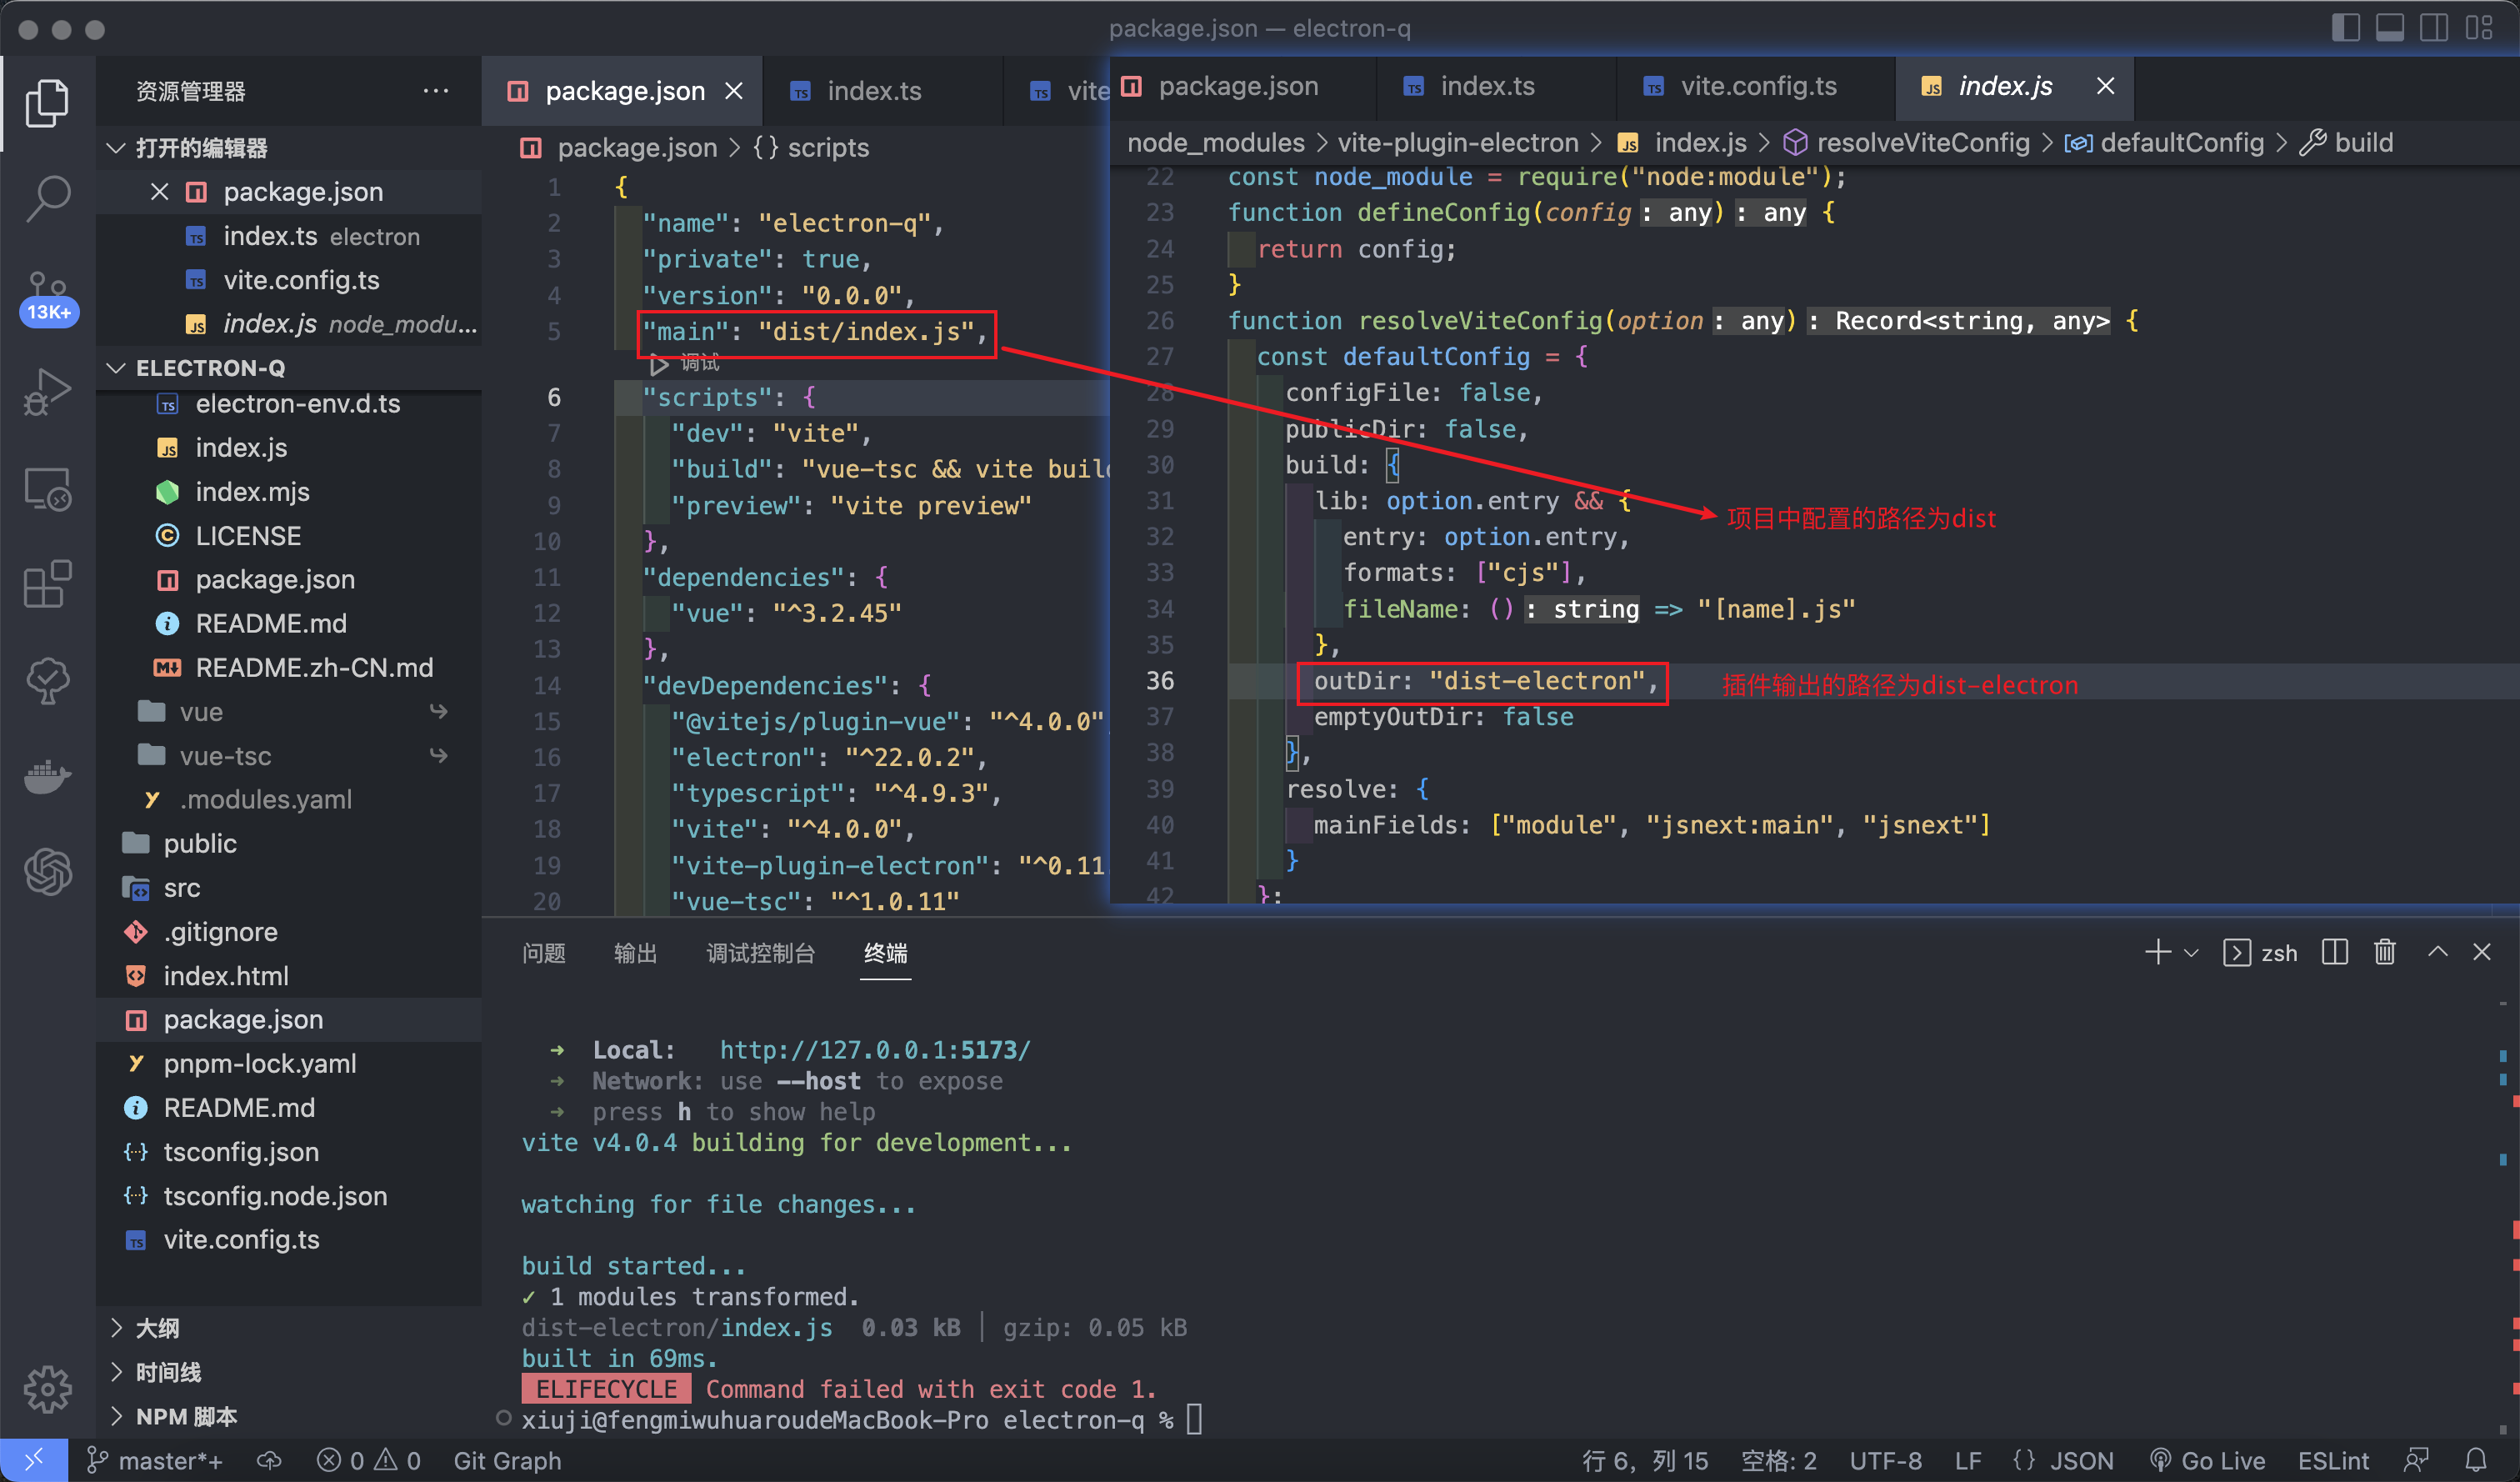 package.json — electron-q
资源管理器
打开的编辑器
package.json
index.ts electron
vite.config.ts
index.js node_modu...
ELECTRON-Q
electron-env.d.ts
index.js
index.mjs
LICENSE
package.json
README.md
README.zh-CN.md
vue
vue-tsc
.modules.yaml
public
src
.gitignore
index.html
package.json
pnpm-lock.yaml
README.md
tsconfig.json
tsconfig.node.json
vite.config.ts
大纲
时间线
NPM 脚本
13K+
package.json
index.ts
vite
package.json > {} scripts
1 {
2 "name": "electron-q",
3 "private": true,
4 "version": "0.0.0",
5 "main": "dist/index.js",
调试
6 "scripts": {
7 "dev": "vite",
8 "build": "vue-tsc && vite buil
9 "preview": "vite preview"
10 },
11 "dependencies": {
12 "vue": "^3.2.45"
13 },
14 "devDependencies": {
15 "@vitejs/plugin-vue": "^4.0.0"
16 "electron": "^22.0.2",
17 "typescript": "^4.9.3",
18 "vite": "^4.0.0",
19 "vite-plugin-electron": "^0.11.
20 "vue-tsc": "^1.0.11"
package.json
index.ts
vite.config.ts
index.js
node_modules > vite-plugin-electron > index.js > resolveViteConfig > defaultConfig > build
22 const node_module = require("node:module");
23 function defineConfig(config: any): any {
24 return config;
25 }
26 function resolveViteConfig(option: any): Record<string, any> {
27 const defaultConfig = {
28 configFile: false,
29 publicDir: false,
30 build: {
31 lib: option.entry && {
项目中配置的路径为dist
32 entry: option.entry,
33 formats: ["cjs"],
34 fileName: (): string => "[name].js"
35 },
36 outDir: "dist-electron",
插件输出的路径为dist-electron
37 emptyOutDir: false
38 },
39 resolve: {
40 mainFields: ["module", "jsnext:main", "jsnext"]
41 }
42 };
问题 输出 调试控制台 终端
zsh
➜ Local: http://127.0.0.1:5173/
➜ Network: use --host to expose
➜ press h to show help
vite v4.0.4 building for development...
watching for file changes...
build started...
✓ 1 modules transformed.
dist-electron/index.js 0.03 kB │ gzip: 0.05 kB
built in 69ms.
ELIFECYCLE Command failed with exit code 1.
xiuji@fengmiwuhuaroudeMacBook-Pro electron-q %
master*+ 0 0 Git Graph 行 6，列 15 空格: 2 UTF-8 LF {} JSON Go Live ESLint